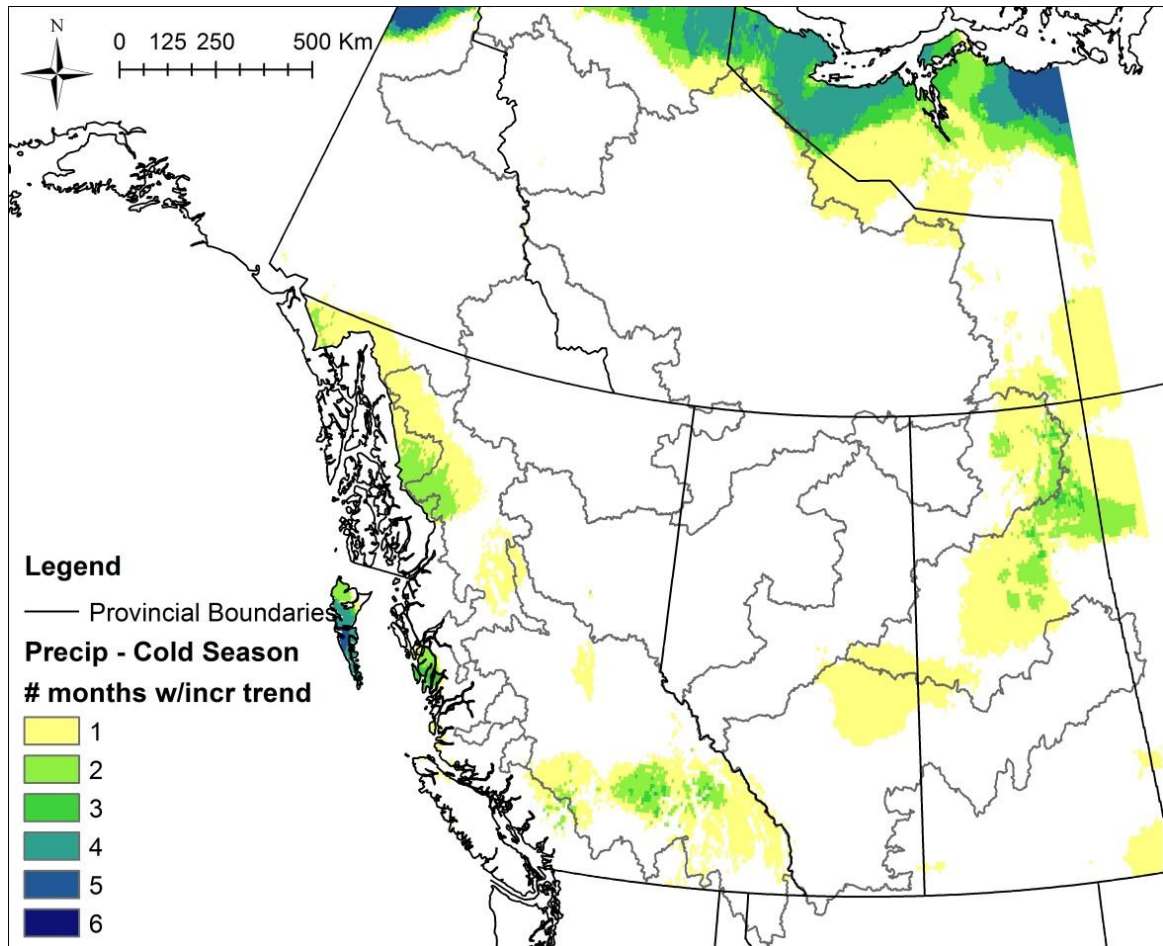 N
0 125 250 500 Km
Legend
Provincial Boundaries
Precip - Cold Season
# months w/incr trend
1
2
3
4
5
6